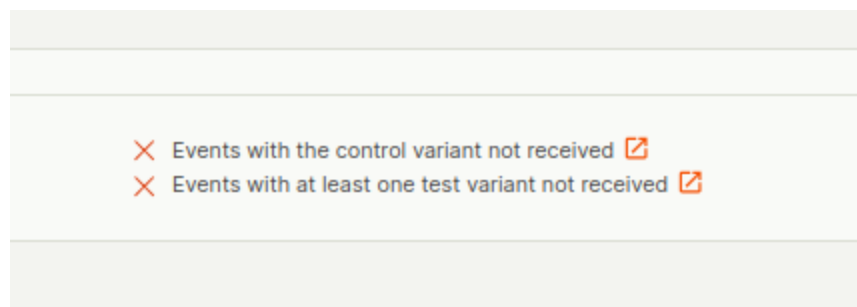 Events with the control variant not received
Events with at least one test variant not received